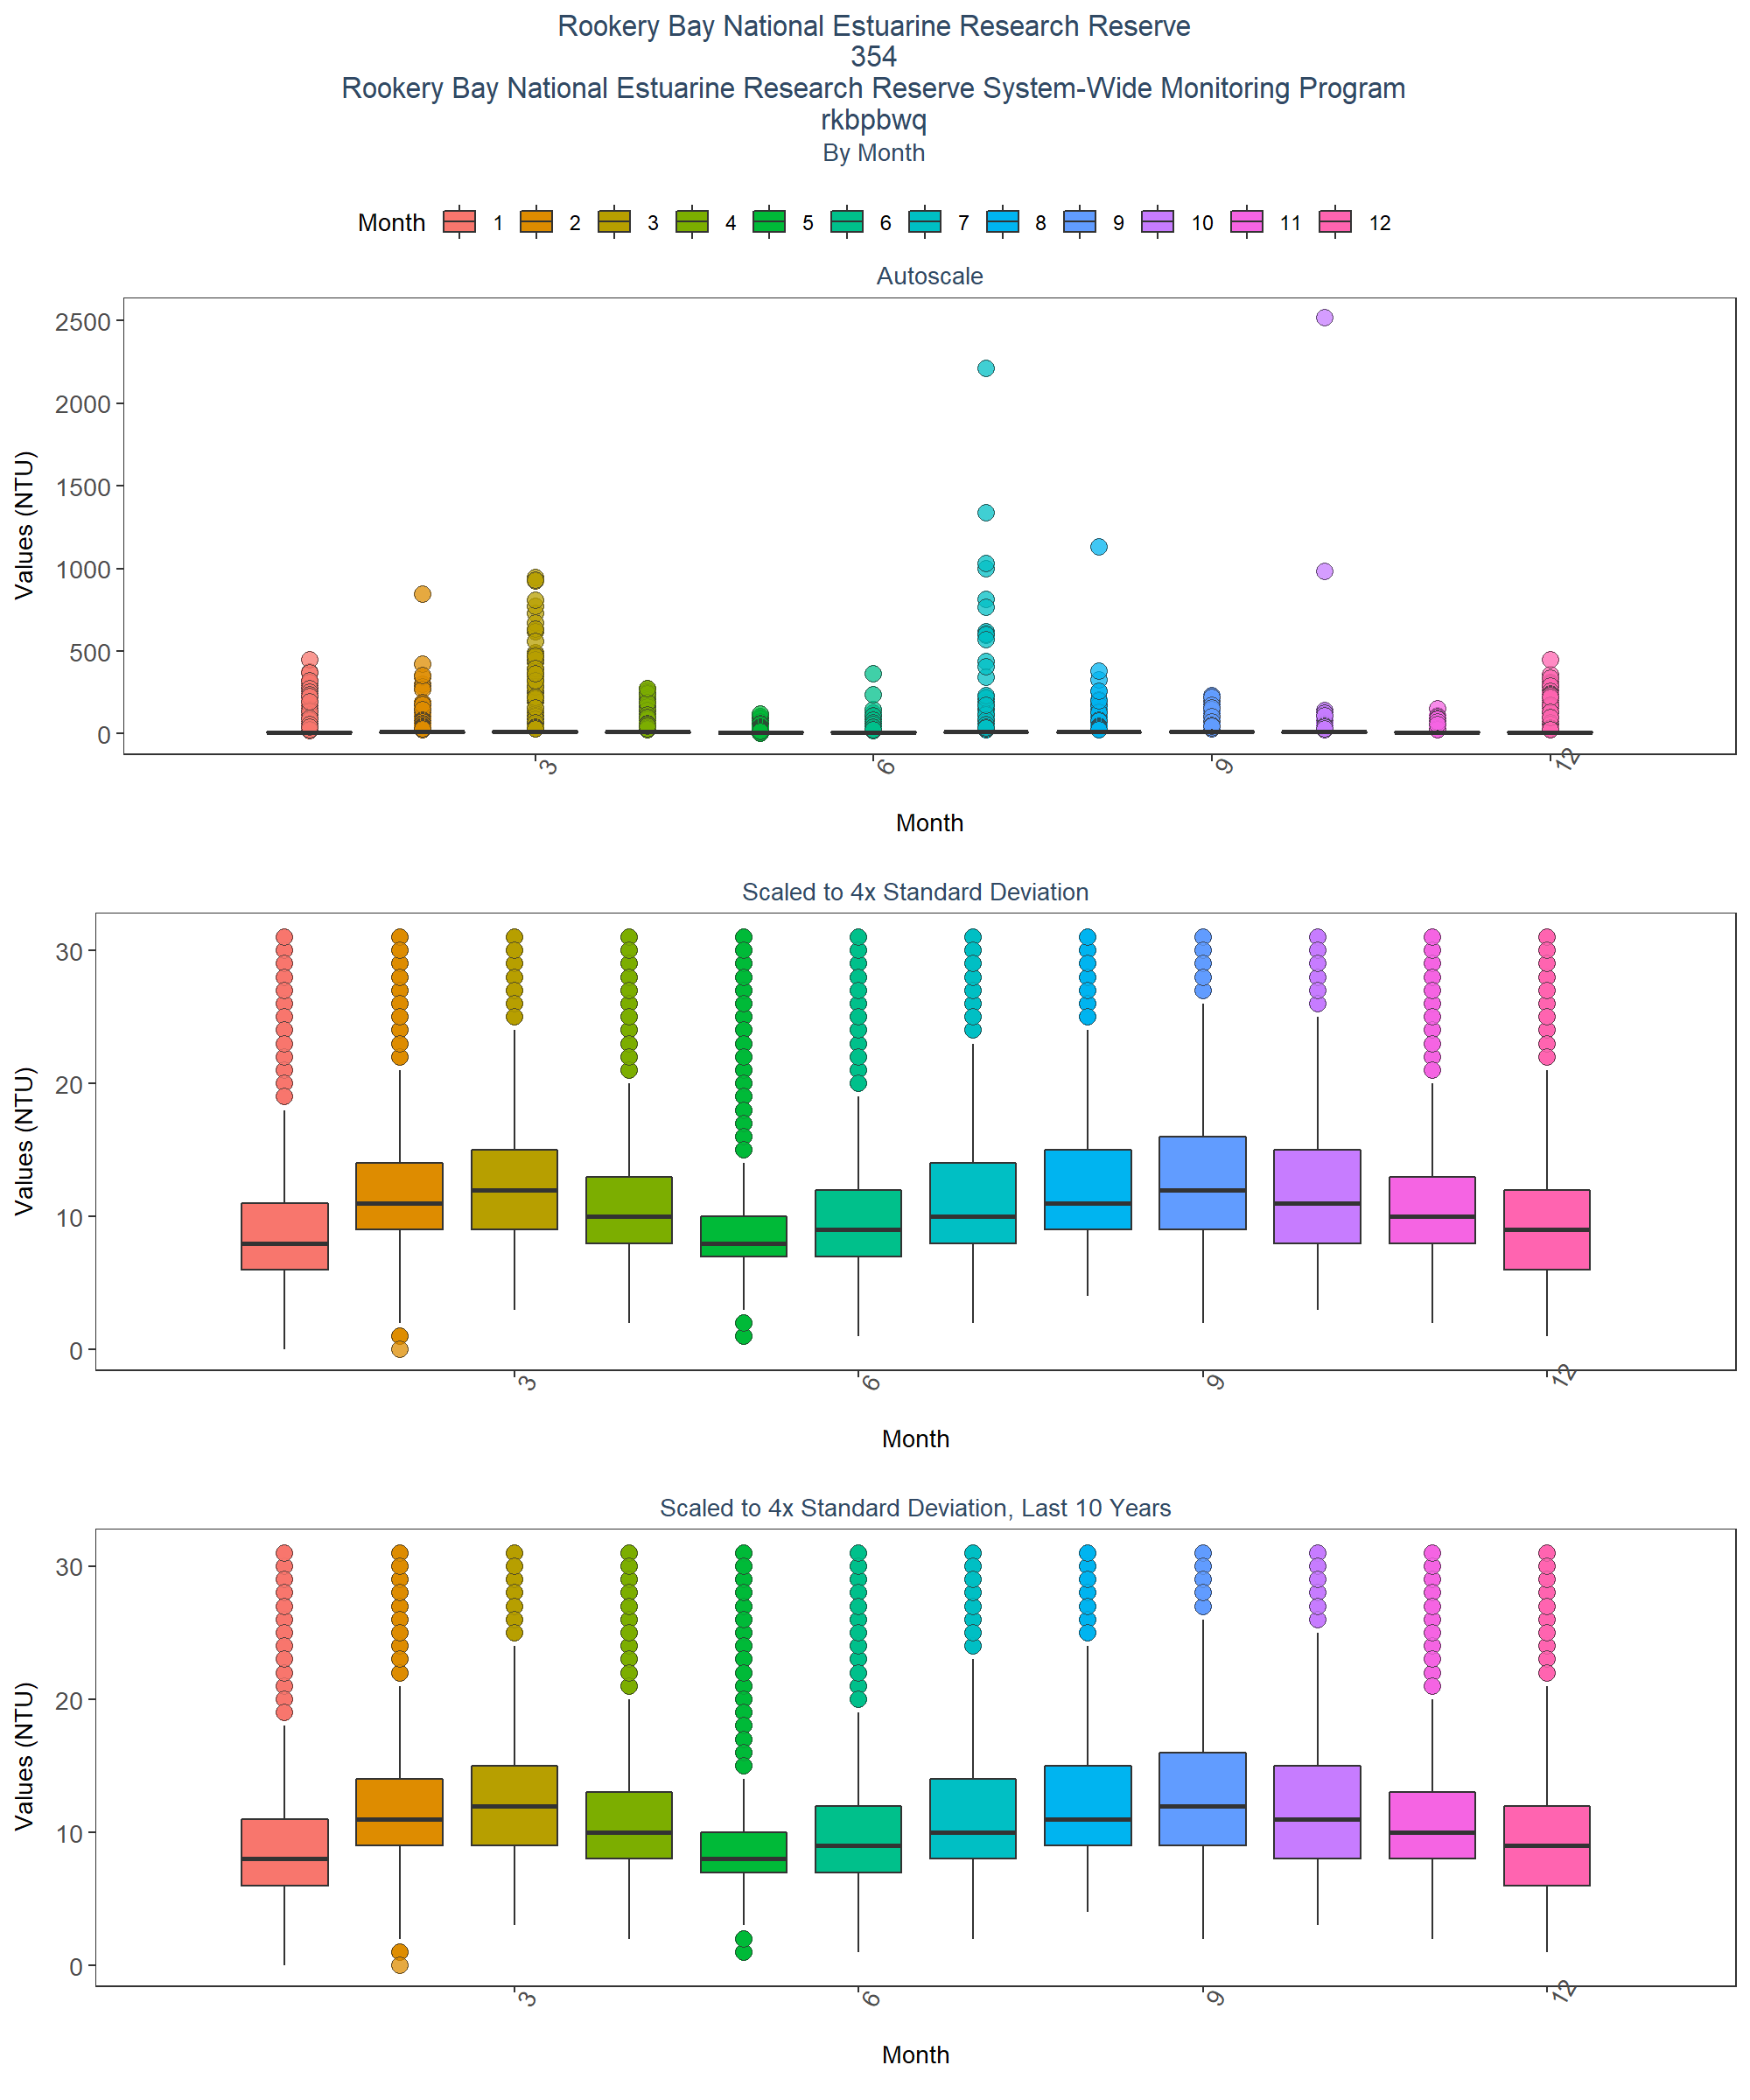 Rookery Bay National Estuarine Research Reserve
354
Rookery Bay National Estuarine Research Reserve System-Wide Monitoring Program
rkbpbwq
By Month
Month 1 2 3 4 5 6 7 8 9 10 11 12
Autoscale
Values (NTU)
2500
2000
1500
1000
500
0
3 6 9 12
Month
Scaled to 4x Standard Deviation
Values (NTU)
30
20
10
0
3 6 9 12
Month
Scaled to 4x Standard Deviation, Last 10 Years
Values (NTU)
30
20
10
0
3 6 9 12
Month